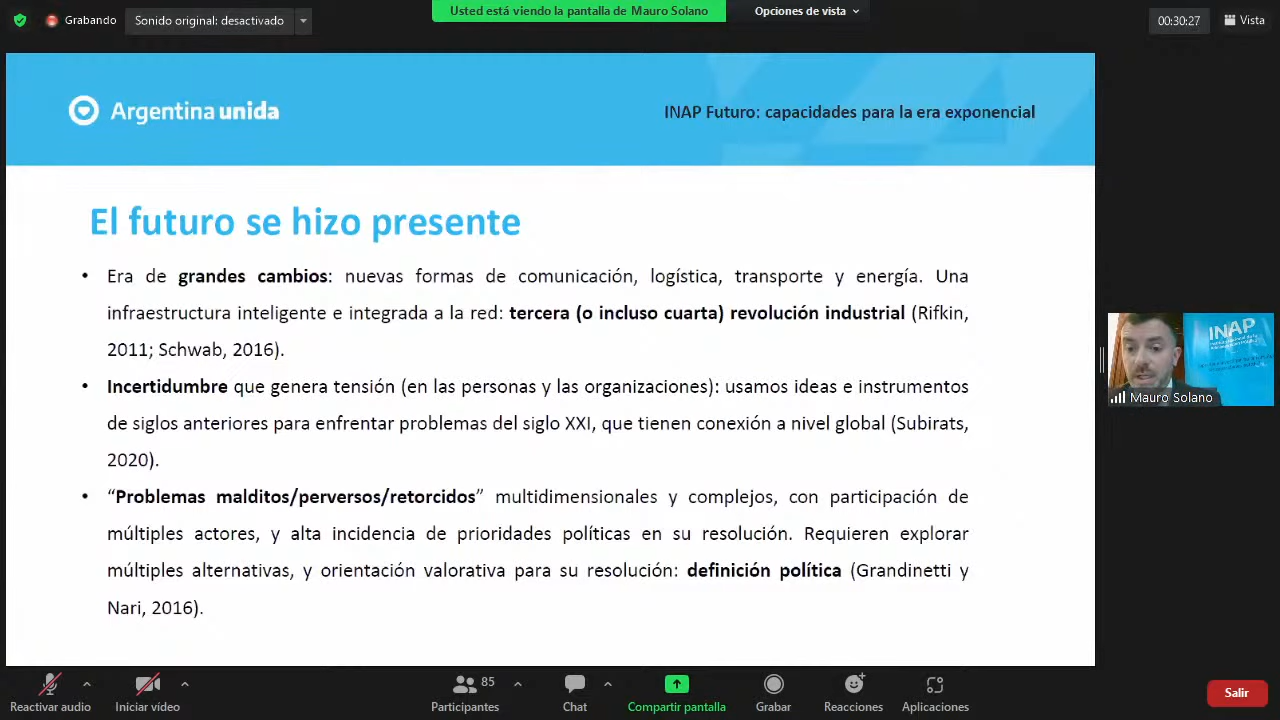 Grabando
Sonido original: desactivado
Usted está viendo la pantalla de Mauro Solano
Opciones de vista
00:30:27
Vista
Argentina unida
INAP Futuro: capacidades para la era exponencial
El futuro se hizo presente
• Era de grandes cambios: nuevas formas de comunicación, logística, transporte y energía. Una
infraestructura inteligente e integrada a la red: tercera (o incluso cuarta) revolución industrial (Rifkin,
2011; Schwab, 2016).
• Incertidumbre que genera tensión (en las personas y las organizaciones): usamos ideas e instrumentos
de siglos anteriores para enfrentar problemas del siglo XXI, que tienen conexión a nivel global (Subirats,
2020).
• “Problemas malditos/perversos/retorcidos” multidimensionales y complejos, con participación de
múltiples actores, y alta incidencia de prioridades políticas en su resolución. Requieren explorar
múltiples alternativas, y orientación valorativa para su resolución: definición política (Grandinetti y
Nari, 2016).
INAP
Mauro Solano
Reactivar audio
Iniciar vídeo
85
Participantes
Chat
Compartir pantalla
Grabar
Reacciones
Aplicaciones
Salir